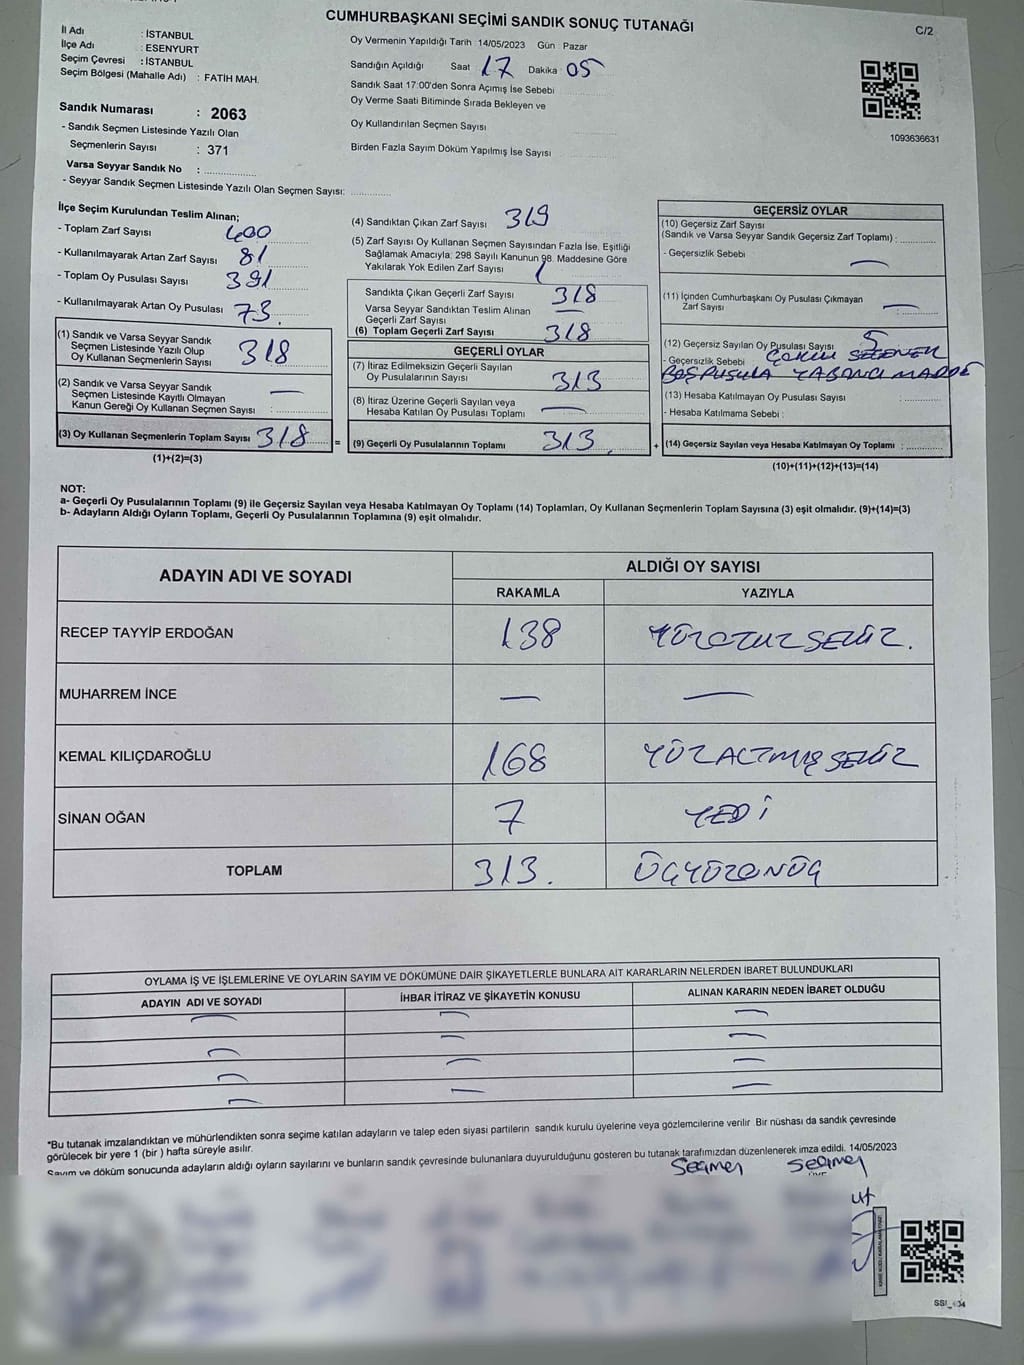 CUMHURBAŞKANI SEÇİMİ SANDIK SONUÇ TUTANAĞI
C/2
İl Adı : İSTANBUL
İlçe Adı : ESENYURT
Seçim Çevresi : İSTANBUL
Seçim Bölgesi (Mahalle Adı) : FATİH MAH.
Sandık Numarası : 2063
- Sandık Seçmen Listesinde Yazılı Olan
Seçmenlerin Sayısı : 371
Varsa Seyyar Sandık No :
- Seyyar Sandık Seçmen Listesinde Yazılı Olan Seçmen Sayısı:
Oy Vermenin Yapıldığı Tarih 14/05/2023 Gün Pazar
Sandığın Açıldığı Saat 17 Dakika 05
Sandık Saat 17:00'den Sonra Açımış İse Sebebi
Oy Verme Saati Bitiminde Sırada Bekleyen ve
Oy Kullandırılan Seçmen Sayısı
Birden Fazla Sayım Döküm Yapılmış İse Sayısı
1093636631
İlçe Seçim Kurulundan Teslim Alınan;
- Toplam Zarf Sayısı 400
- Kullanılmayarak Artan Zarf Sayısı 81
- Toplam Oy Pusulası Sayısı 391
- Kullanılmayarak Artan Oy Pusulası 73.
(1) Sandık ve Varsa Seyyar Sandık
Seçmen Listesinde Yazılı Olup
Oy Kullanan Seçmenlerin Sayısı 318
(2) Sandık ve Varsa Seyyar Sandık
Seçmen Listesinde Kayıtlı Olmayan
Kanun Gereği Oy Kullanan Seçmen Sayısı : —
(3) Oy Kullanan Seçmenlerin Toplam Sayısı 318 =
(1)+(2)=(3)
(4) Sandıktan Çıkan Zarf Sayısı 319
(5) Zarf Sayısı Oy Kullanan Seçmen Sayısından Fazla İse, Eşitliği
Sağlamak Amacıyla; 298 Sayılı Kanunun 98. Maddesine Göre
Yakılarak Yok Edilen Zarf Sayısı 1
Sandıkta Çıkan Geçerli Zarf Sayısı 318
Varsa Seyyar Sandıktan Teslim Alınan
Geçerli Zarf Sayısı —
(6) Toplam Geçerli Zarf Sayısı 318
GEÇERLİ OYLAR
(7) İtiraz Edilmeksizin Geçerli Sayılan
Oy Pusulalarının Sayısı 313
(8) İtiraz Üzerine Geçerli Sayılan veya
Hesaba Katılan Oy Pusulası Toplamı —
(9) Geçerli Oy Pusulalarının Toplamı 313 +
GEÇERSİZ OYLAR
(10) Geçersiz Zarf Sayısı
(Sandık ve Varsa Seyyar Sandık Geçersiz Zarf Toplamı) :
- Geçersizlik Sebebi —
(11) İçinden Cumhurbaşkanı Oy Pusulası Çıkmayan
Zarf Sayısı : —
(12) Geçersiz Sayılan Oy Pusulası Sayısı 5
- Geçersizlik Sebebi ÇOKLU SEÇENEK
BOŞ PUSULA YABANCI MADDE
(13) Hesaba Katılmayan Oy Pusulası Sayısı :
- Hesaba Katılmama Sebebi :
(14) Geçersiz Sayılan veya Hesaba Katılmayan Oy Toplamı :
(10)+(11)+(12)+(13)=(14)
NOT:
a- Geçerli Oy Pusulalarının Toplamı (9) ile Geçersiz Sayılan veya Hesaba Katılmayan Oy Toplamı (14) Toplamları, Oy Kullanan Seçmenlerin Toplam Sayısına (3) eşit olmalıdır. (9)+(14)=(3)
b- Adayların Aldığı Oyların Toplamı, Geçerli Oy Pusulalarının Toplamına (9) eşit olmalıdır.
ADAYIN ADI VE SOYADI
ALDIĞI OY SAYISI
RAKAMLA YAZIYLA
RECEP TAYYİP ERDOĞAN 138 YÜZOTUZSEKİZ.
MUHARREM İNCE — —
KEMAL KILIÇDAROĞLU 168 YÜZALTMIŞSEKİZ
SİNAN OĞAN 7 YEDİ
TOPLAM 313. ÜÇYÜZONÜÇ
OYLAMA İŞ VE İŞLEMLERİNE VE OYLARIN SAYIM VE DÖKÜMÜNE DAİR ŞİKAYETLERLE BUNLARA AİT KARARLARIN NELERDEN İBARET BULUNDUKLARI
ADAYIN ADI VE SOYADI İHBAR İTİRAZ VE ŞİKAYETİN KONUSU ALINAN KARARIN NEDEN İBARET OLDUĞU
*Bu tutanak imzalandıktan ve mühürlendikten sonra seçime katılan adayların ve talep eden siyasi partilerin sandık kurulu üyelerine veya gözlemcilerine verilir Bir nüshası da sandık çevresinde
görülecek bir yere 1 (bir ) hafta süreyle asılır.
Sayım ve döküm sonucunda adayların aldığı oyların sayılarını ve bunların sandık çevresinde bulunanlara duyurulduğunu gösteren bu tutanak tarafımızdan düzenlenerek imza edildi. 14/05/2023
Seçmen Seçmen
ut